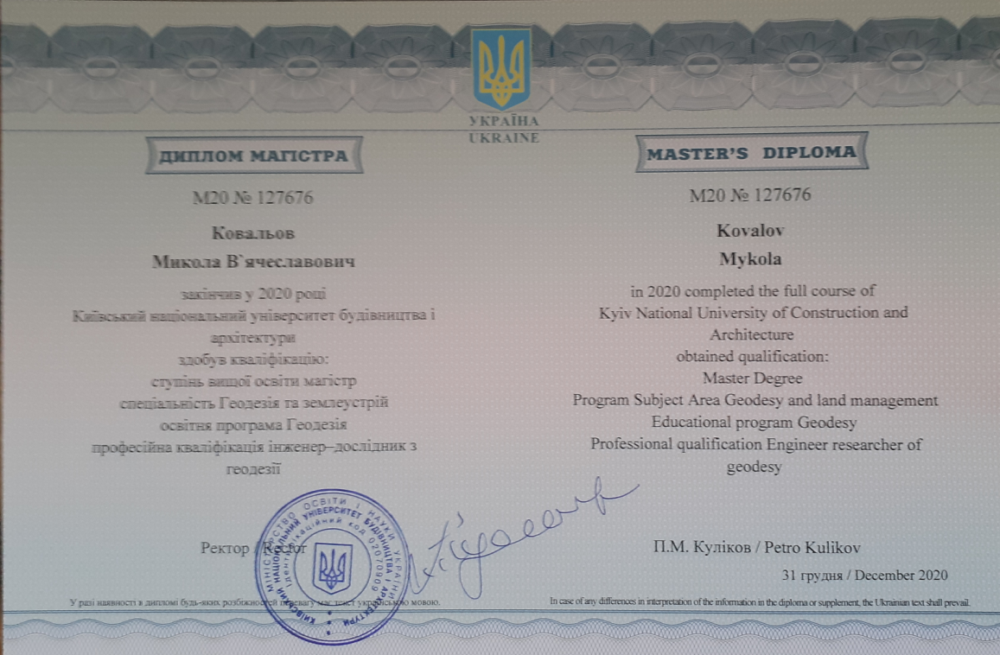 УКРАЇНА
UKRAINE
ДИПЛОМ МАГІСТРА
М20 № 127676
Ковальов
Микола В`ячеславович
закінчив у 2020 році
Київський національний університет будівництва і
архітектури
здобув кваліфікацію:
ступінь вищої освіти магістр
спеціальність Геодезія та землеустрій
освітня програма Геодезія
професійна кваліфікація інженер–дослідник з
геодезії
MASTER'S DIPLOMA
M20 № 127676
Kovalov
Mykola
in 2020 completed the full course of
Kyiv National University of Construction and
Architecture
obtained qualification:
Master Degree
Program Subject Area Geodesy and land management
Educational program Geodesy
Professional qualification Engineer researcher of
geodesy
Ректор / Rector
П.М. Куліков / Petro Kulikov
31 грудня / December 2020
МІНІСТЕРСТВО ОСВІТИ І НАУКИ УКРАЇНИ
КИЇВСЬКИЙ НАЦІОНАЛЬНИЙ УНІВЕРСИТЕТ БУДІВНИЦТВА І АРХІТЕКТУРИ
Ідентифікаційний код 02070909
У разі наявності в дипломі будь-яких розбіжностей перевагу має текст українською мовою.
In case of any differences in interpretation of the information in the diploma or supplement, the Ukrainian text shall prevail.